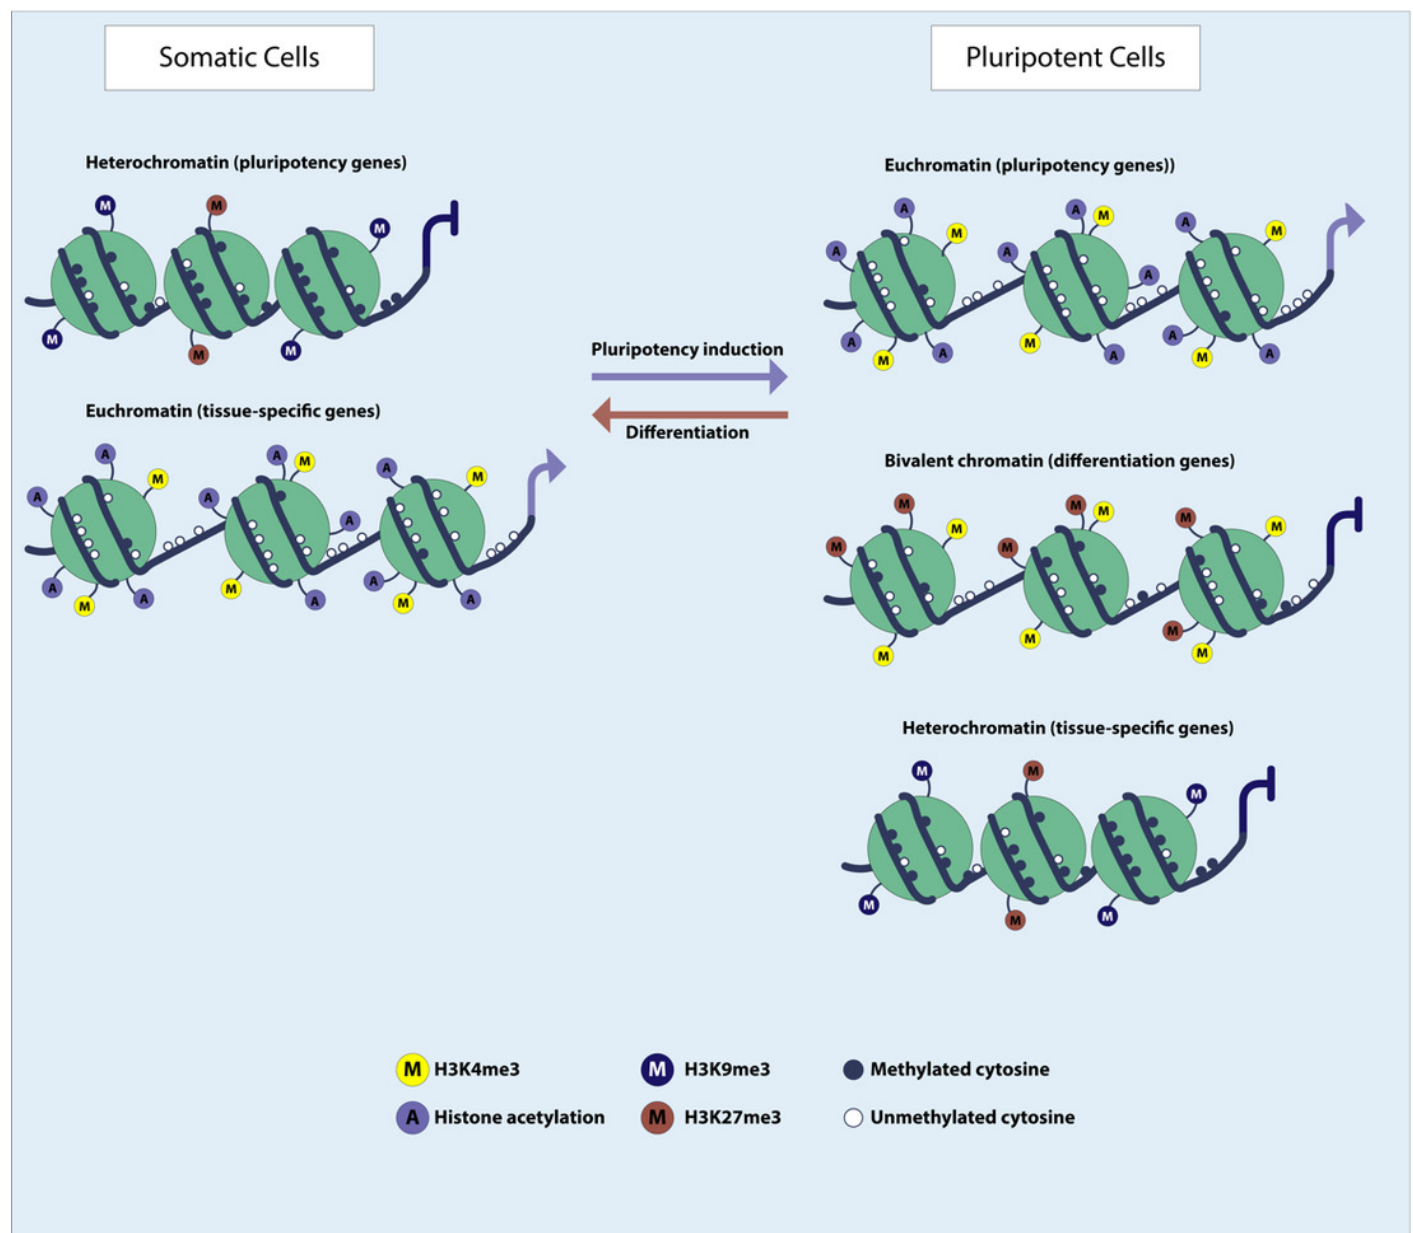 Somatic Cells
Pluripotent Cells
Heterochromatin (pluripotency genes)
M
M
M
M
M
M
Euchromatin (tissue-specific genes)
A
M
A
M
A
M
A
A
A
A
M
A
M
A
A
M
A
Pluripotency induction
Differentiation
Euchromatin (pluripotency genes))
A
M
A
M
A
M
A
A
A
A
M
A
M
A
A
M
A
Bivalent chromatin (differentiation genes)
M
M
M
M
M
M
M
M
M
M
M
M
Heterochromatin (tissue-specific genes)
M
M
M
M
M
M
M H3K4me3
M H3K9me3
Methylated cytosine
A Histone acetylation
M H3K27me3
Unmethylated cytosine